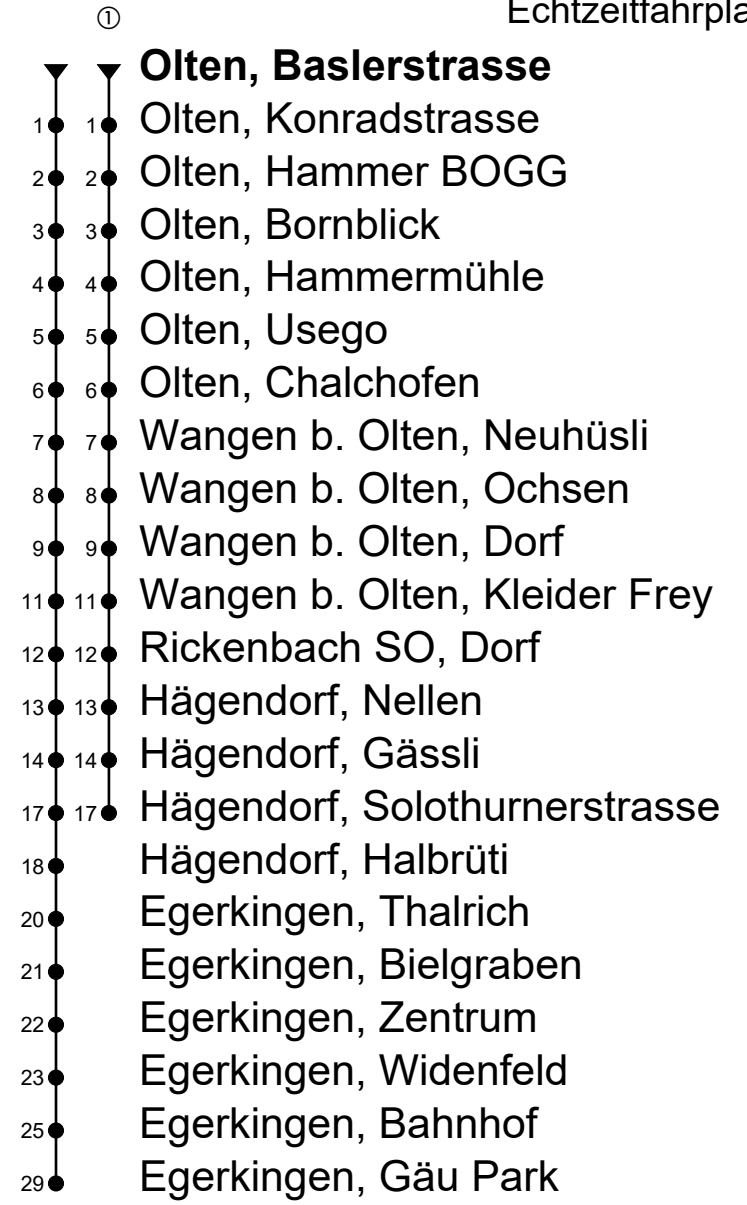 Echtzeitfahrpla
①
Olten, Baslerstrasse
1 1 Olten, Konradstrasse
2 2 Olten, Hammer BOGG
3 3 Olten, Bornblick
4 4 Olten, Hammermühle
5 5 Olten, Usego
6 6 Olten, Chalchofen
7 7 Wangen b. Olten, Neuhüsli
8 8 Wangen b. Olten, Ochsen
9 9 Wangen b. Olten, Dorf
11 11 Wangen b. Olten, Kleider Frey
12 12 Rickenbach SO, Dorf
13 13 Hägendorf, Nellen
14 14 Hägendorf, Gässli
17 17 Hägendorf, Solothurnerstrasse
18 Hägendorf, Halbrüti
20 Egerkingen, Thalrich
21 Egerkingen, Bielgraben
22 Egerkingen, Zentrum
23 Egerkingen, Widenfeld
25 Egerkingen, Bahnhof
29 Egerkingen, Gäu Park